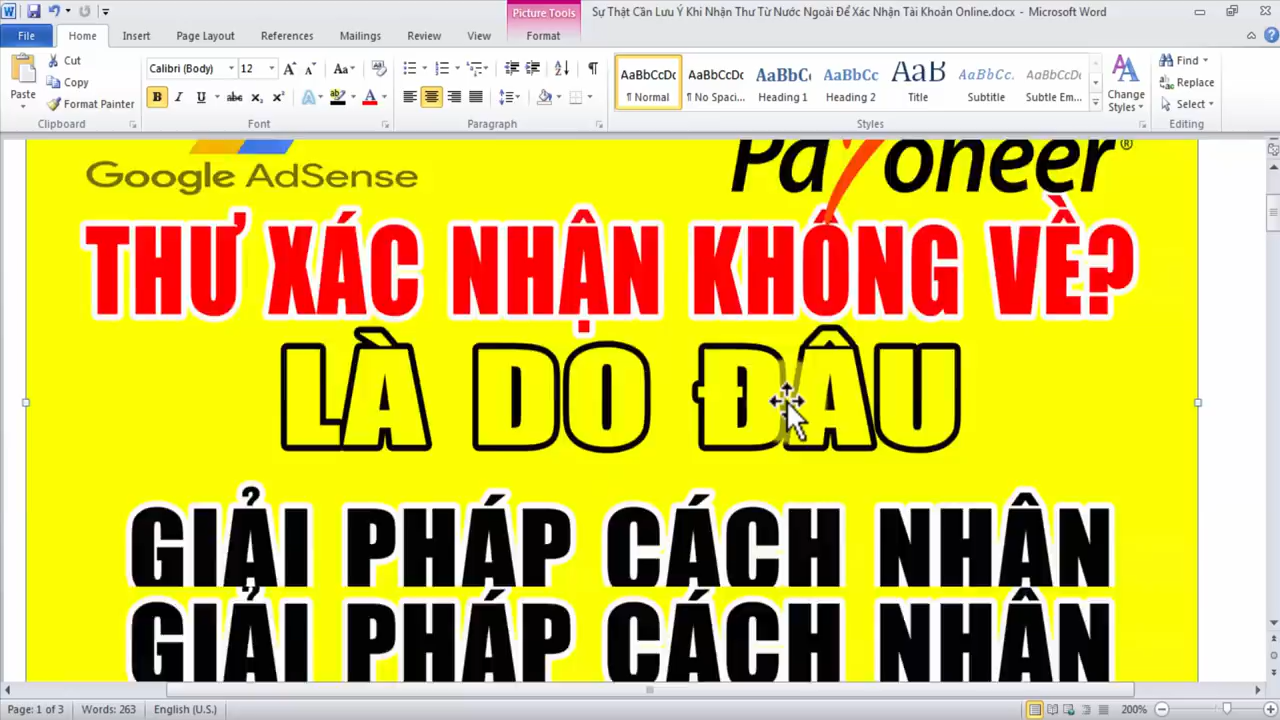 Picture Tools
Sự Thật Cần Lưu Ý Khi Nhận Thư Từ Nước Ngoài Để Xác Nhận Tài Khoản Online.docx - Microsoft Word
File Home Insert Page Layout References Mailings Review View Format
Paste
Cut
Copy
Format Painter
Clipboard
Calibri (Body) 12
Font
Paragraph
AaBbCcDc AaBbCcDc AaBbC AaBbCc AaB AaBbCc. AaBbCcDc
¶ Normal ¶ No Spaci... Heading 1 Heading 2 Title Subtitle Subtle Em...
Change Styles
Styles
Find
Replace
Select
Editing
Google AdSense
Payoneer®
THƯ XÁC NHẬN KHÔNG VỀ?
LÀ DO ĐÂU
GIẢI PHÁP CÁCH NHÂN
GIẢI PHÁP CÁCH NHÂN
Page: 1 of 3 Words: 263 English (U.S.) 200%